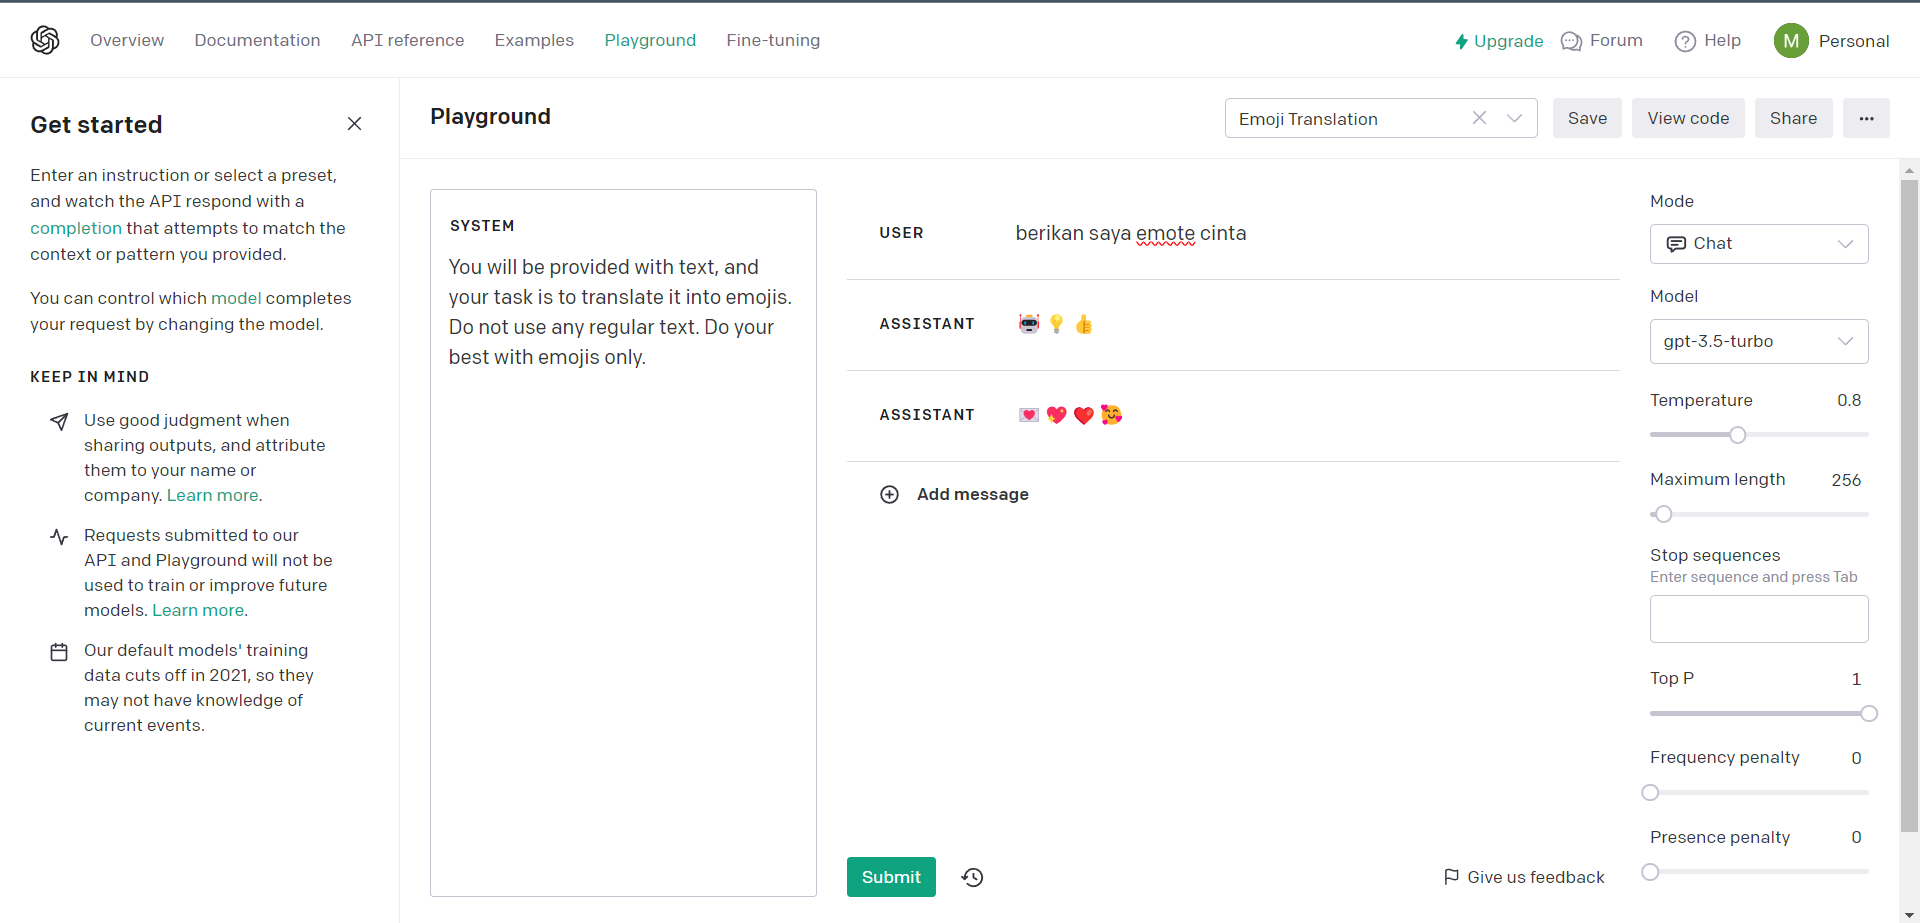 Overview Documentation API reference Examples Playground Fine-tuning
Upgrade Forum Help M Personal
Get started
Enter an instruction or select a preset,
and watch the API respond with a
completion that attempts to match the
context or pattern you provided.
You can control which model completes
your request by changing the model.
KEEP IN MIND
Use good judgment when
sharing outputs, and attribute
them to your name or
company. Learn more.
Requests submitted to our
API and Playground will not be
used to train or improve future
models. Learn more.
Our default models' training
data cuts off in 2021, so they
may not have knowledge of
current events.
Playground
Emoji Translation
Save
View code
Share
...
SYSTEM
You will be provided with text, and
your task is to translate it into emojis.
Do not use any regular text. Do your
best with emojis only.
USER berikan saya emote cinta
ASSISTANT 🤖💡👍
ASSISTANT 💌💖❤️🥰
Add message
Submit
Give us feedback
Mode
Chat
Model
gpt-3.5-turbo
Temperature 0.8
Maximum length 256
Stop sequences
Enter sequence and press Tab
Top P 1
Frequency penalty 0
Presence penalty 0